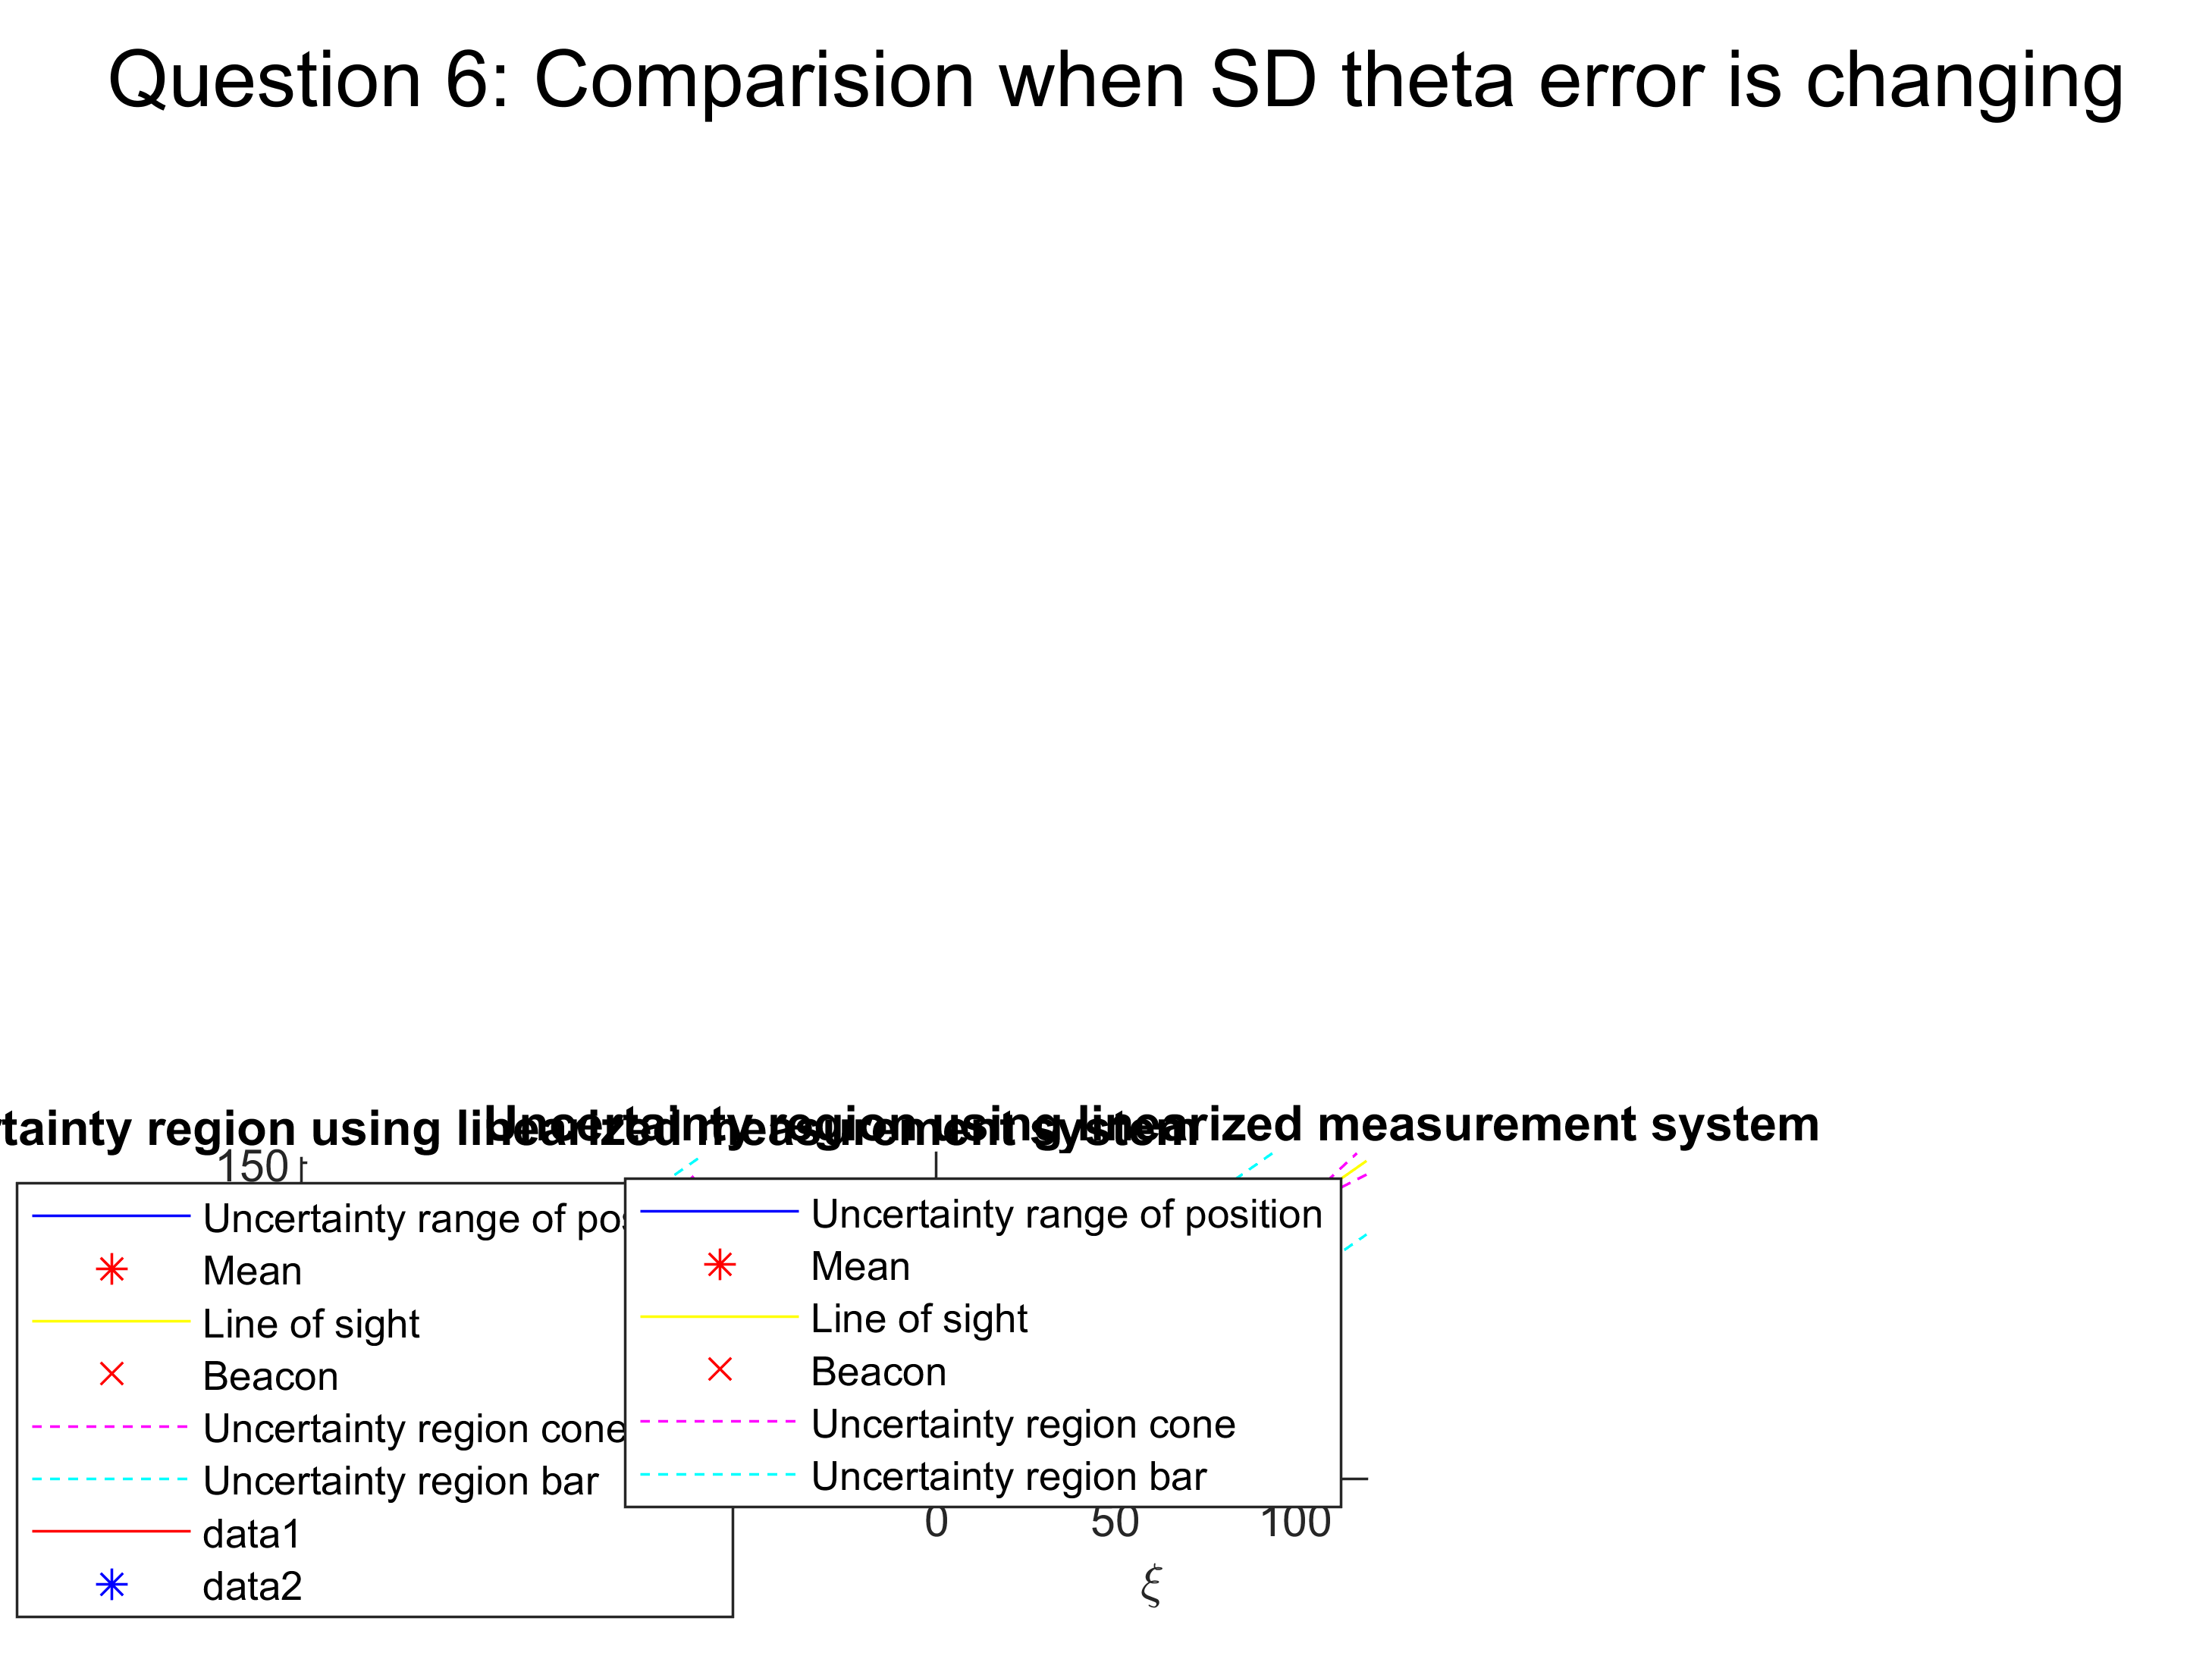 Question 6: Comparision when SD theta error is changing
tainty region using linearized measurement system
Uncertainty region using linearized measurement system
150
Uncertainty range of pos
Mean
Line of sight
Beacon
Uncertainty region cone
Uncertainty region bar
data1
data2
Uncertainty range of position
Mean
Line of sight
Beacon
Uncertainty region cone
Uncertainty region bar
0 50 100
ξ